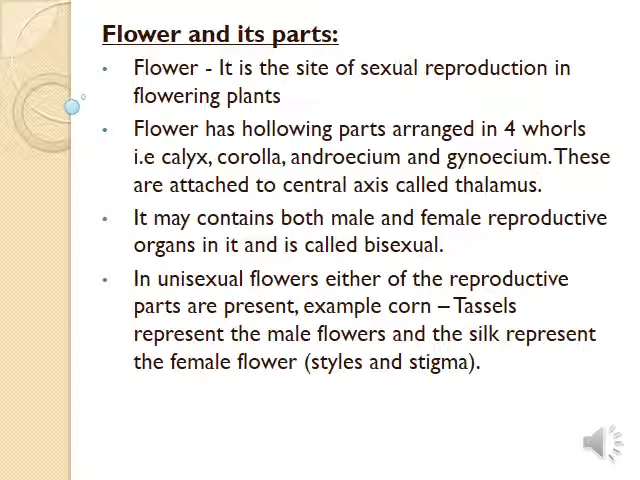 Flower and its parts:
• Flower - It is the site of sexual reproduction in
flowering plants
• Flower has hollowing parts arranged in 4 whorls
i.e calyx, corolla, androecium and gynoecium. These
are attached to central axis called thalamus.
• It may contains both male and female reproductive
organs in it and is called bisexual.
• In unisexual flowers either of the reproductive
parts are present, example corn – Tassels
represent the male flowers and the silk represent
the female flower (styles and stigma).